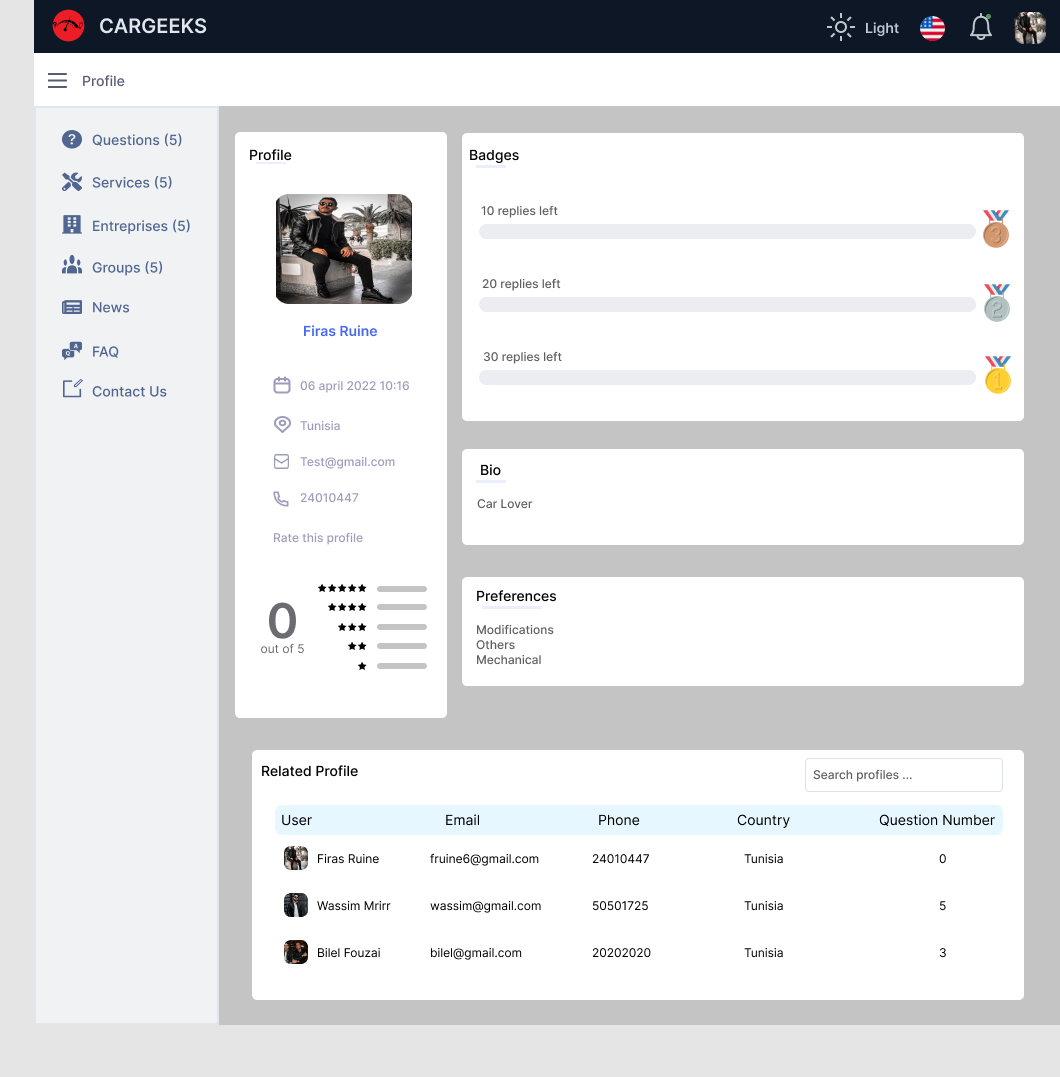 CARGEEKS
Light
Profile
Questions (5)
Services (5)
Entreprises (5)
Groups (5)
News
FAQ
Contact Us
Profile
Firas Ruine
06 april 2022 10:16
Tunisia
Test@gmail.com
24010447
Rate this profile
0
out of 5
Badges
10 replies left
3
20 replies left
2
30 replies left
1
Bio
Car Lover
Preferences
Modifications
Others
Mechanical
Related Profile
Search profiles ...
User Email Phone Country Question Number
Firas Ruine fruine6@gmail.com 24010447 Tunisia 0
Wassim Mrirr wassim@gmail.com 50501725 Tunisia 5
Bilel Fouzai bilel@gmail.com 20202020 Tunisia 3